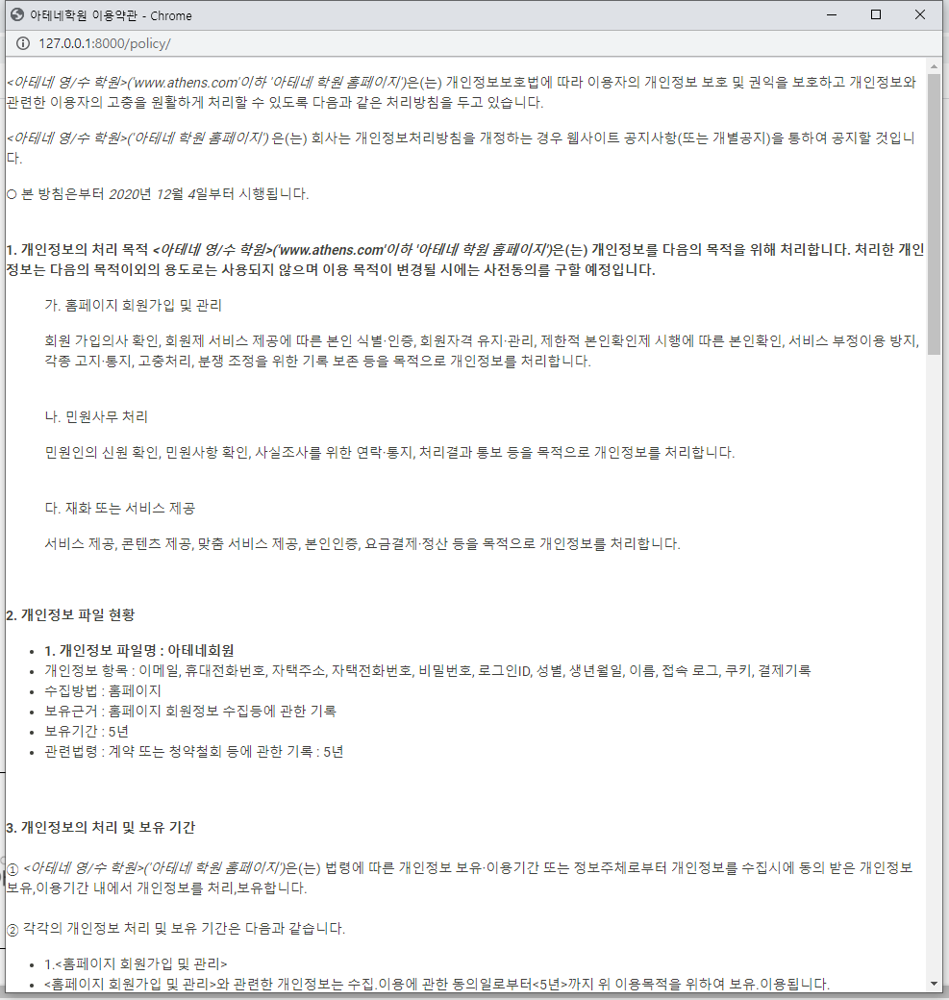 아테네학원 이용약관 - Chrome
127.0.0.1:8000/policy/
<아테네 영/수 학원>('www.athens.com'이하 '아테네 학원 홈페이지')은(는) 개인정보보호법에 따라 이용자의 개인정보 보호 및 권익을 보호하고 개인정보와
관련한 이용자의 고충을 원활하게 처리할 수 있도록 다음과 같은 처리방침을 두고 있습니다.
<아테네 영/수 학원>('아테네 학원 홈페이지') 은(는) 회사는 개인정보처리방침을 개정하는 경우 웹사이트 공지사항(또는 개별공지)을 통하여 공지할 것입니
다.
○ 본 방침은부터 2020년 12월 4일부터 시행됩니다.
1. 개인정보의 처리 목적 <아테네 영/수 학원>('www.athens.com'이하 '아테네 학원 홈페이지')은(는) 개인정보를 다음의 목적을 위해 처리합니다. 처리한 개인
정보는 다음의 목적이외의 용도로는 사용되지 않으며 이용 목적이 변경될 시에는 사전동의를 구할 예정입니다.
가. 홈페이지 회원가입 및 관리
회원 가입의사 확인, 회원제 서비스 제공에 따른 본인 식별·인증, 회원자격 유지·관리, 제한적 본인확인제 시행에 따른 본인확인, 서비스 부정이용 방지,
각종 고지·통지, 고충처리, 분쟁 조정을 위한 기록 보존 등을 목적으로 개인정보를 처리합니다.
나. 민원사무 처리
민원인의 신원 확인, 민원사항 확인, 사실조사를 위한 연락·통지, 처리결과 통보 등을 목적으로 개인정보를 처리합니다.
다. 재화 또는 서비스 제공
서비스 제공, 콘텐츠 제공, 맞춤 서비스 제공, 본인인증, 요금결제·정산 등을 목적으로 개인정보를 처리합니다.
2. 개인정보 파일 현황
• 1. 개인정보 파일명 : 아테네회원
• 개인정보 항목 : 이메일, 휴대전화번호, 자택주소, 자택전화번호, 비밀번호, 로그인ID, 성별, 생년월일, 이름, 접속 로그, 쿠키, 결제기록
• 수집방법 : 홈페이지
• 보유근거 : 홈페이지 회원정보 수집등에 관한 기록
• 보유기간 : 5년
• 관련법령 : 계약 또는 청약철회 등에 관한 기록 : 5년
3. 개인정보의 처리 및 보유 기간
① <아테네 영/수 학원>('아테네 학원 홈페이지')은(는) 법령에 따른 개인정보 보유·이용기간 또는 정보주체로부터 개인정보를 수집시에 동의 받은 개인정보
보유,이용기간 내에서 개인정보를 처리,보유합니다.
② 각각의 개인정보 처리 및 보유 기간은 다음과 같습니다.
• 1.<홈페이지 회원가입 및 관리>
• <홈페이지 회원가입 및 관리>와 관련한 개인정보는 수집.이용에 관한 동의일로부터<5년>까지 위 이용목적을 위하여 보유.이용됩니다.